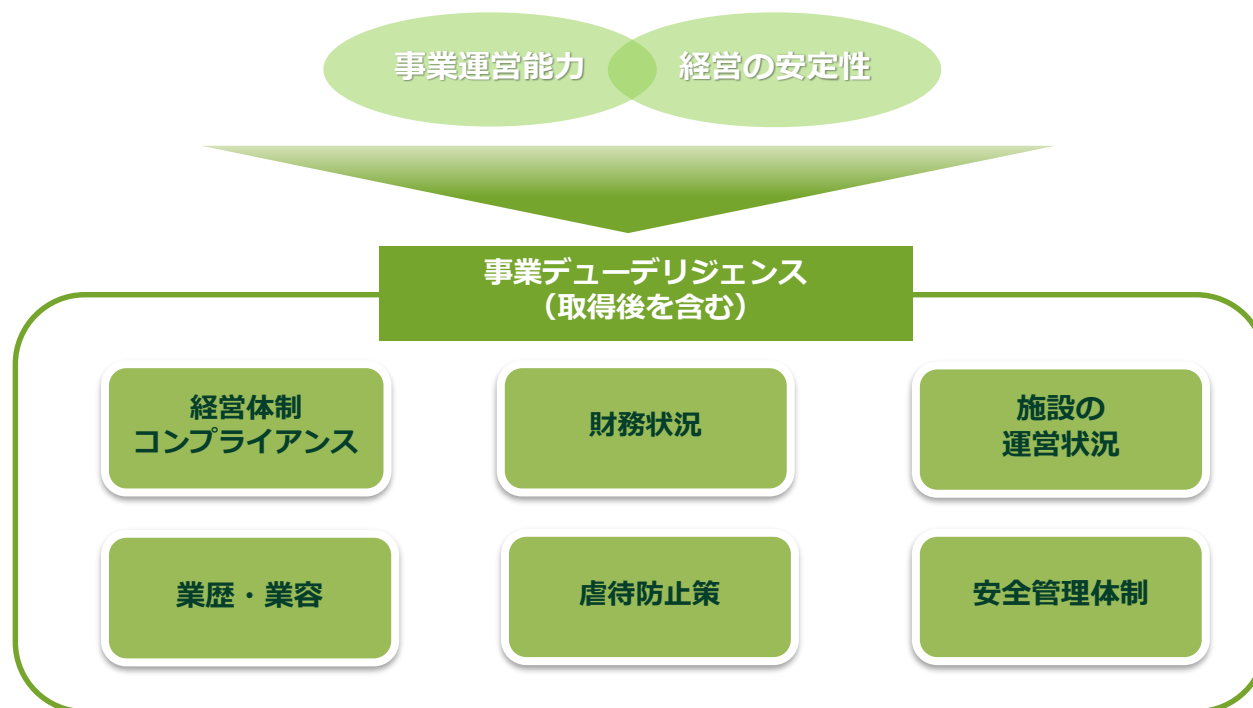 事業運営能力
経営の安定性
事業デューデリジェンス
（取得後を含む）
経営体制
コンプライアンス
財務状況
施設の
運営状況
業歴・業容
虐待防止策
安全管理体制